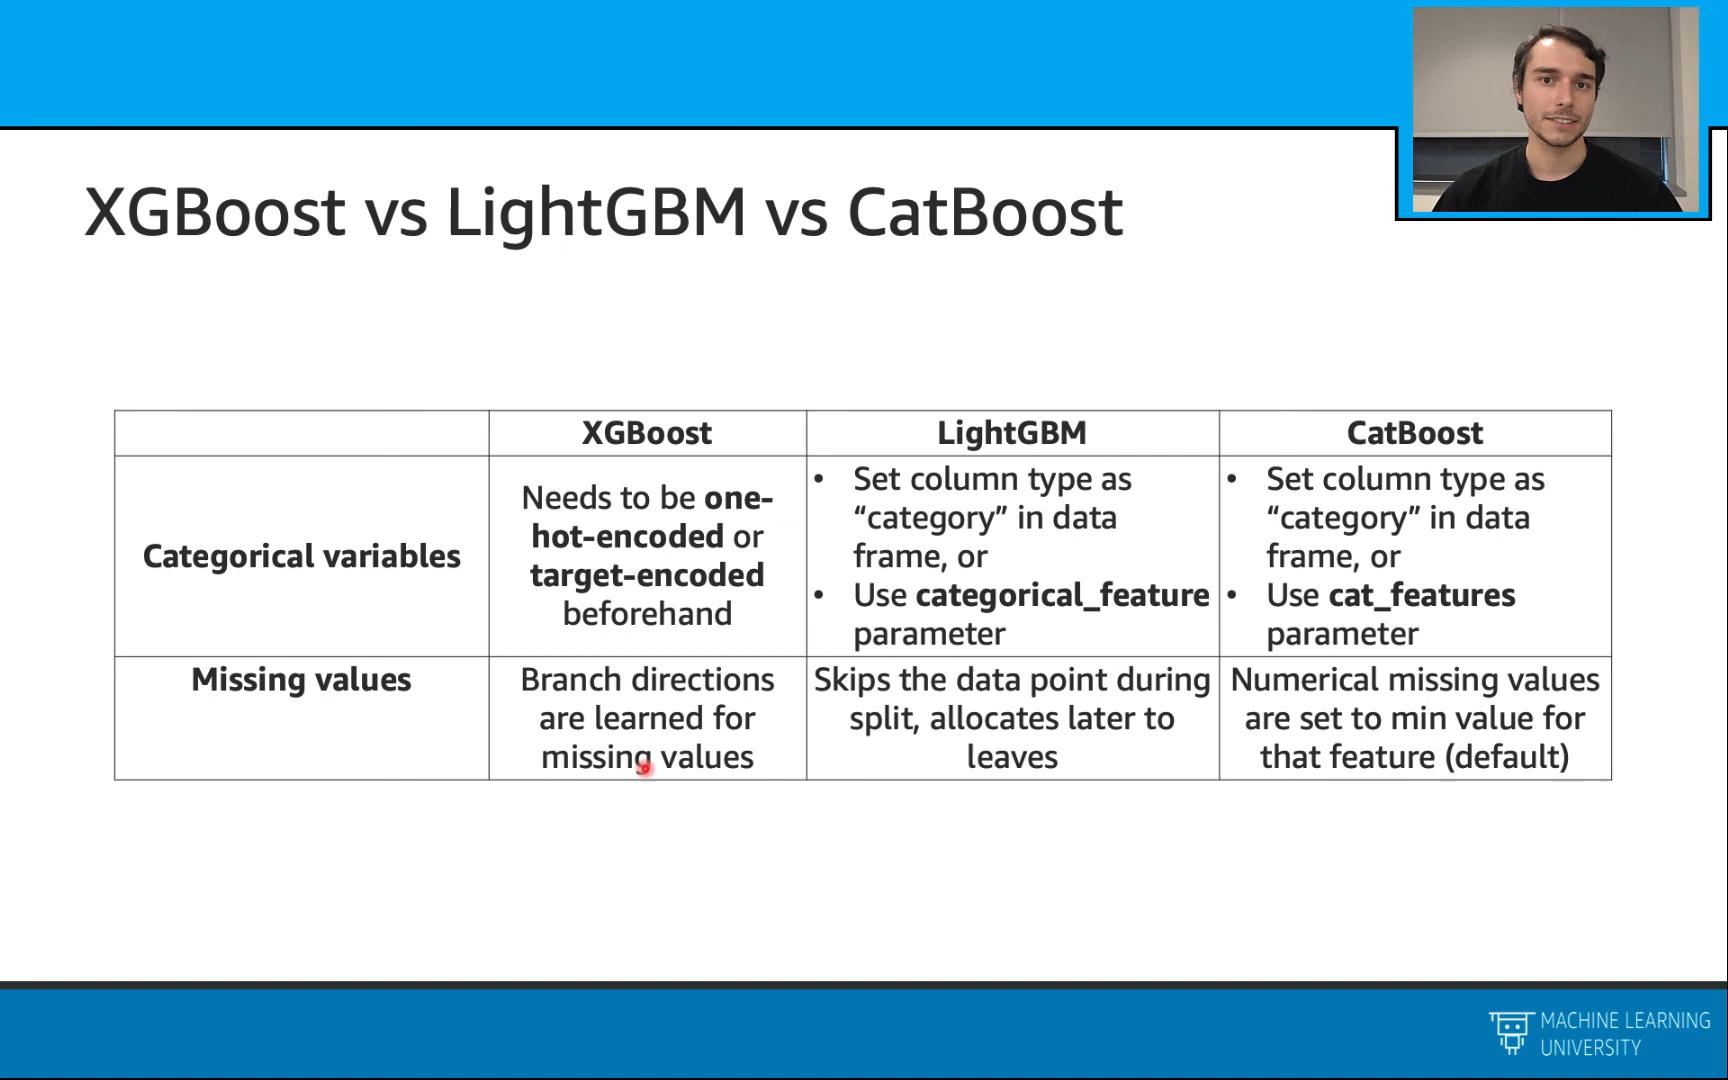 XGBoost vs LightGBM vs CatBoost
XGBoost
LightGBM
CatBoost
Categorical variables
Needs to be one-
hot-encoded or
target-encoded
beforehand
• Set column type as
“category” in data
frame, or
• Use categorical_feature
parameter
• Set column type as
“category” in data
frame, or
• Use cat_features
parameter
Missing values
Branch directions
are learned for
missing values
Skips the data point during
split, allocates later to
leaves
Numerical missing values
are set to min value for
that feature (default)
MACHINE LEARNING
UNIVERSITY